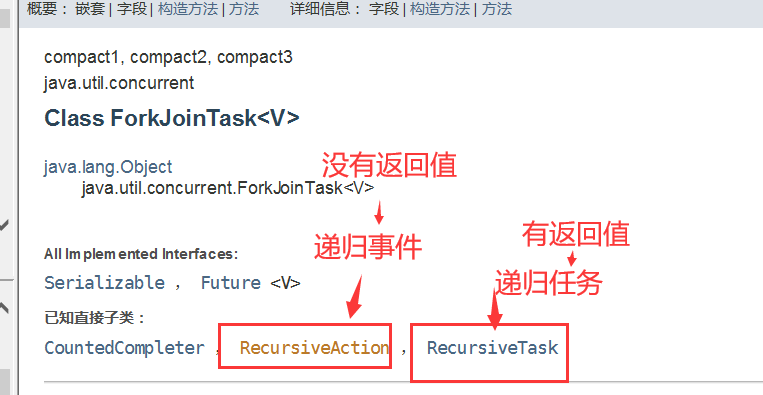 概要： 嵌套 | 字段 | 构造方法 | 方法 详细信息： 字段 | 构造方法 | 方法
compact1, compact2, compact3
java.util.concurrent
Class ForkJoinTask<V>
java.lang.Object
没有返回值
java.util.concurrent.ForkJoinTask<V>
有返回值
递归事件
All Implemented Interfaces:
递归任务
Serializable ， Future <V>
已知直接子类：
CountedCompleter ， RecursiveAction ， RecursiveTask